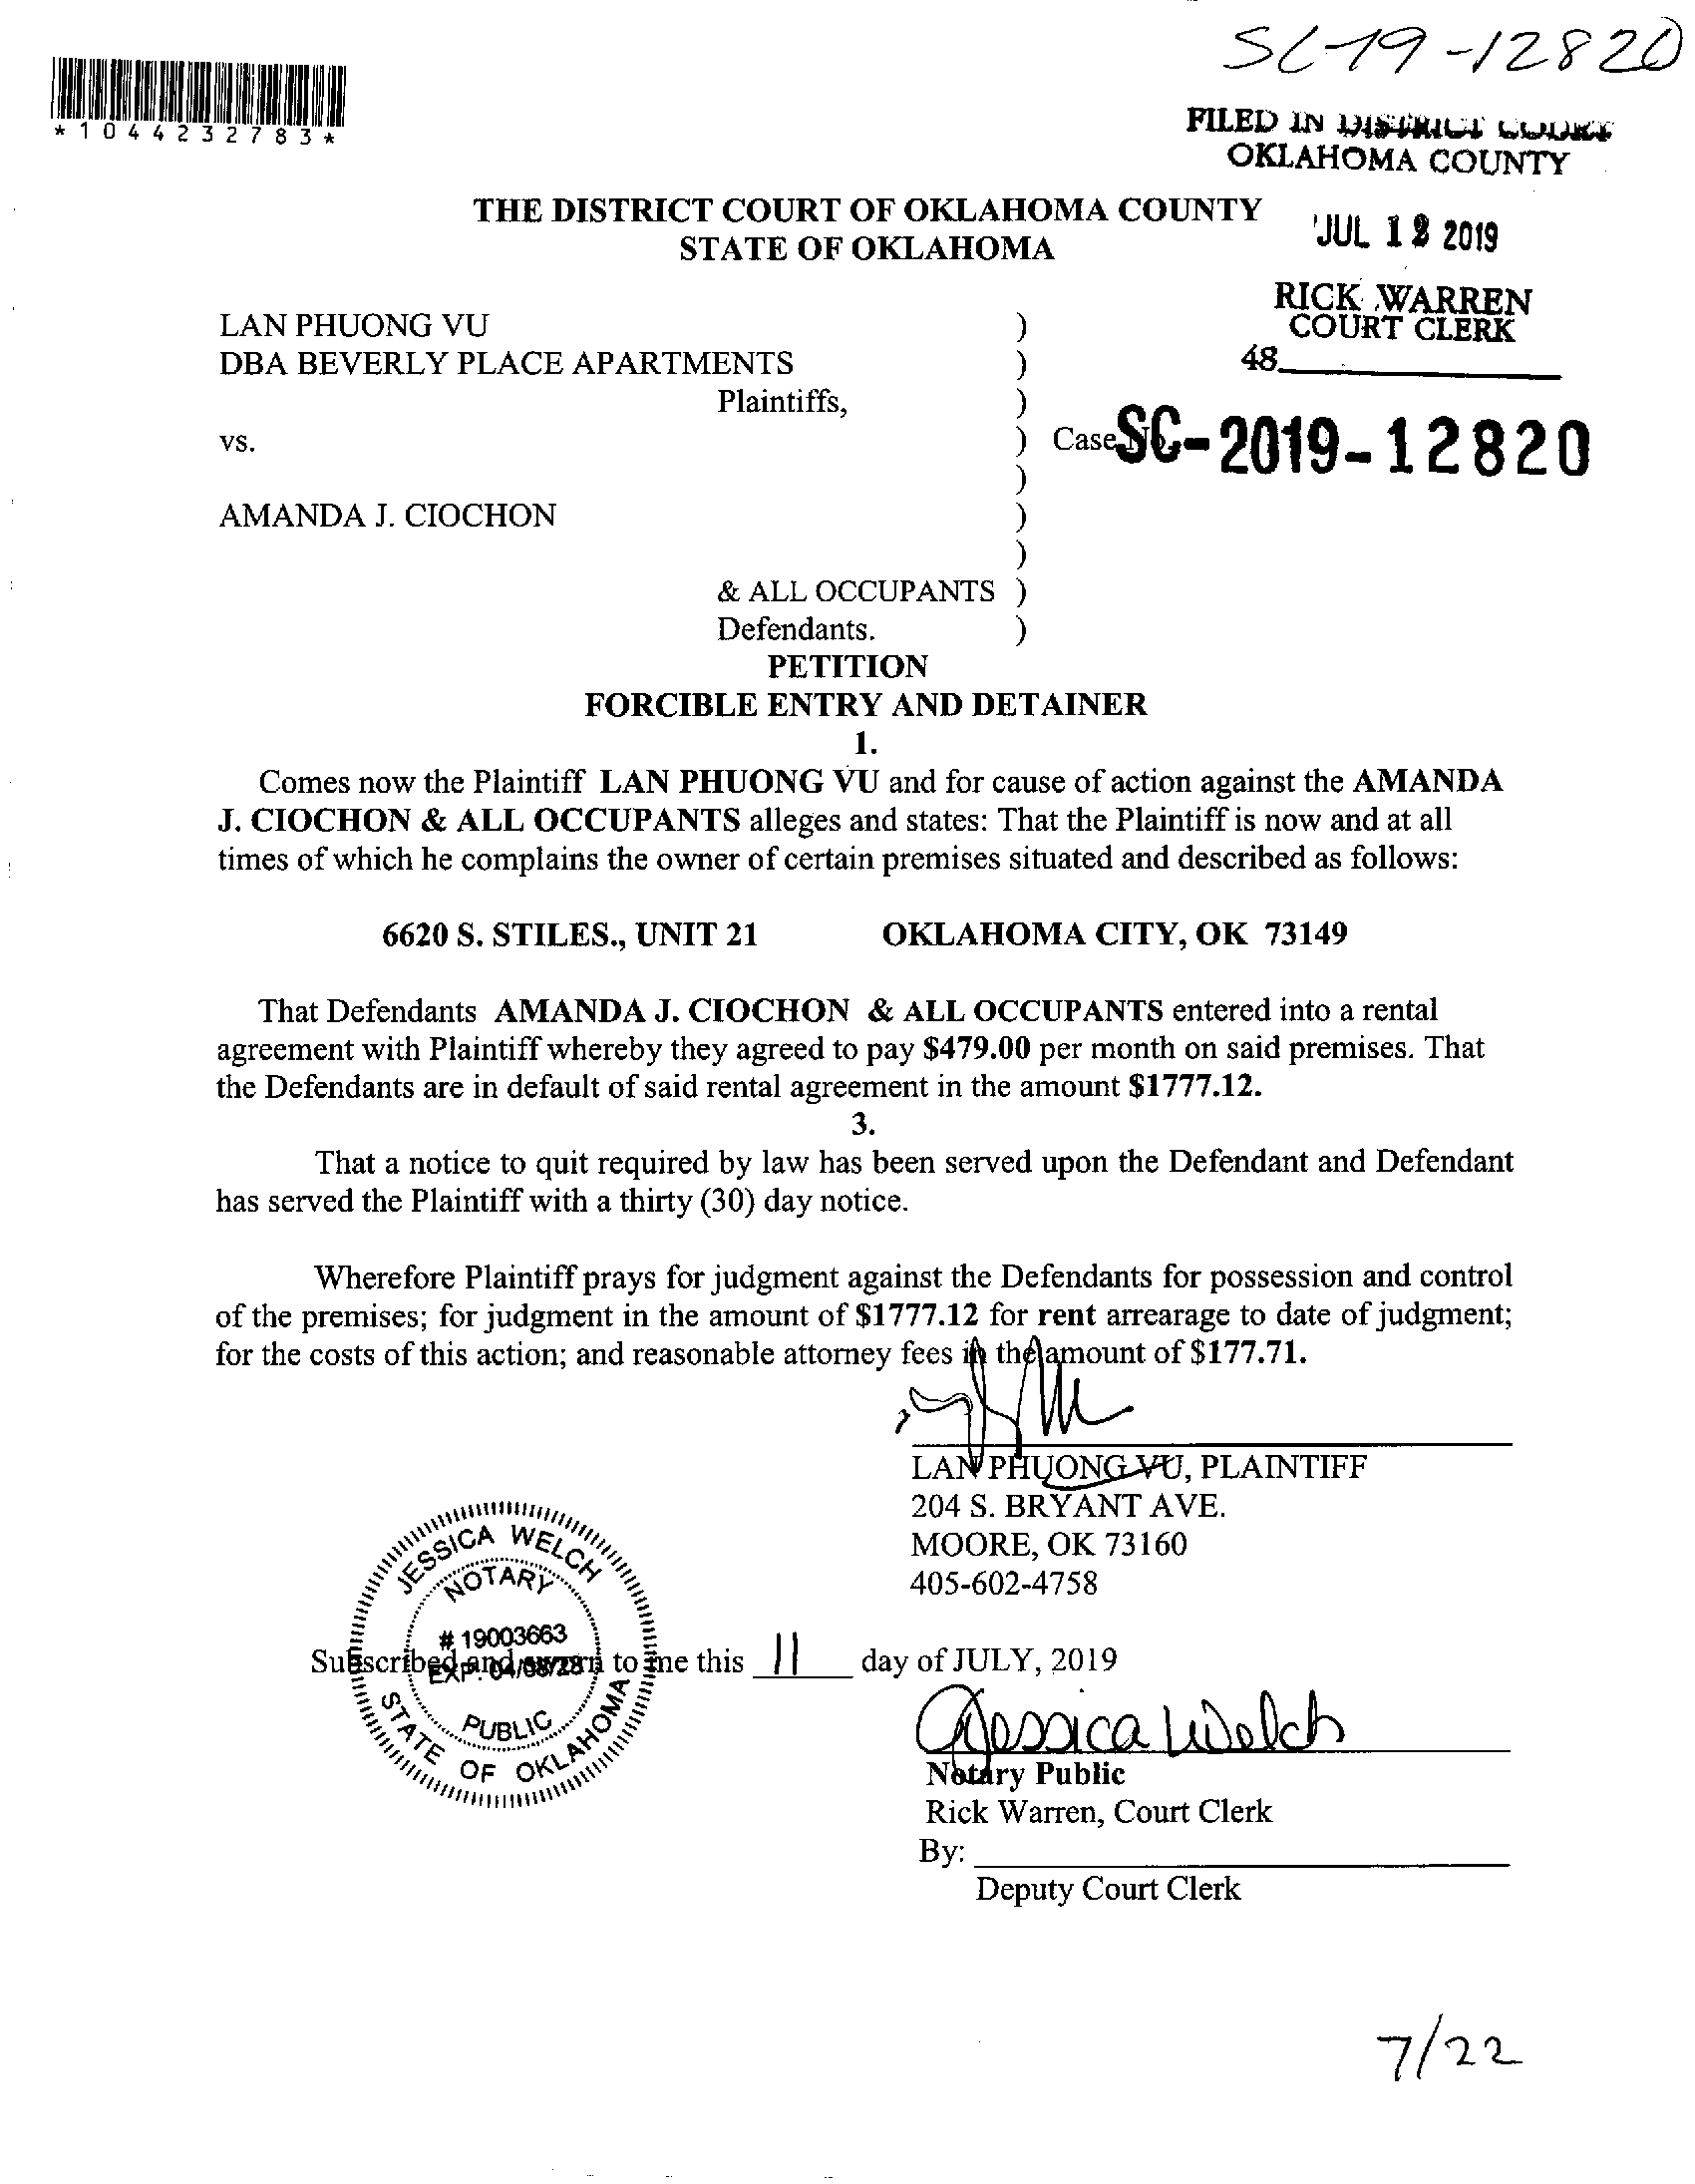 SC-19-12820
*1044232783*
FILED IN DISTRICT COURT
OKLAHOMA COUNTY
THE DISTRICT COURT OF OKLAHOMA COUNTY
STATE OF OKLAHOMA
JUL 12 2019
RICK WARREN
COURT CLERK
48
LAN PHUONG VU )
DBA BEVERLY PLACE APARTMENTS )
Plaintiffs, )
vs. ) Case No. SC-2019-12820
)
AMANDA J. CIOCHON )
)
& ALL OCCUPANTS )
Defendants. )
PETITION
FORCIBLE ENTRY AND DETAINER
1.
Comes now the Plaintiff LAN PHUONG VU and for cause of action against the AMANDA
J. CIOCHON & ALL OCCUPANTS alleges and states: That the Plaintiff is now and at all
times of which he complains the owner of certain premises situated and described as follows:
6620 S. STILES., UNIT 21 OKLAHOMA CITY, OK 73149
That Defendants AMANDA J. CIOCHON & ALL OCCUPANTS entered into a rental
agreement with Plaintiff whereby they agreed to pay $479.00 per month on said premises. That
the Defendants are in default of said rental agreement in the amount $1777.12.
3.
That a notice to quit required by law has been served upon the Defendant and Defendant
has served the Plaintiff with a thirty (30) day notice.
Wherefore Plaintiff prays for judgment against the Defendants for possession and control
of the premises; for judgment in the amount of $1777.12 for rent arrearage to date of judgment;
for the costs of this action; and reasonable attorney fees in the amount of $177.71.
LAN PHUONG VU, PLAINTIFF
204 S. BRYANT AVE.
MOORE, OK 73160
405-602-4758
JESSICA WELCH
NOTARY
# 19003663
EXP. 04/08/23
PUBLIC
STATE OF OKLAHOMA
Subscribed and sworn to me this 11 day of JULY, 2019
Jessica Welch
Notary Public
Rick Warren, Court Clerk
By:
Deputy Court Clerk
7/22